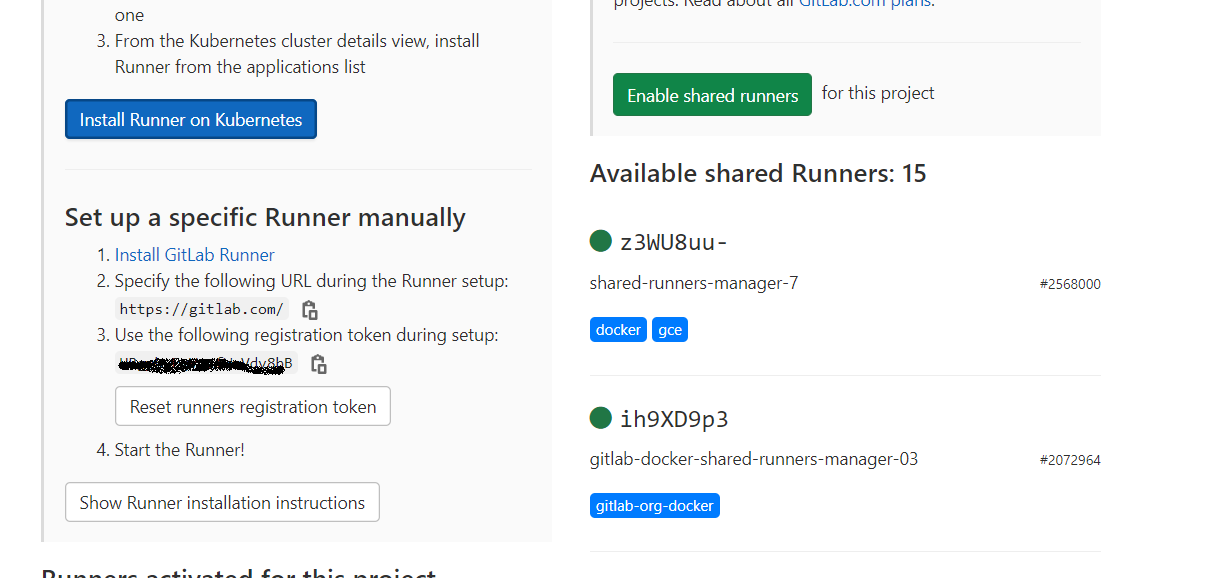 one
3. From the Kubernetes cluster details view, install
Runner from the applications list
Install Runner on Kubernetes
Set up a specific Runner manually
1. Install GitLab Runner
2. Specify the following URL during the Runner setup:
https://gitlab.com/
3. Use the following registration token during setup:
Reset runners registration token
4. Start the Runner!
Show Runner installation instructions
Runners activated for this project
projects. Read about all GitLab.com plans.
Enable shared runners for this project
Available shared Runners: 15
z3WU8uu-
shared-runners-manager-7 #2568000
docker gce
ih9XD9p3
gitlab-docker-shared-runners-manager-03 #2072964
gitlab-org-docker